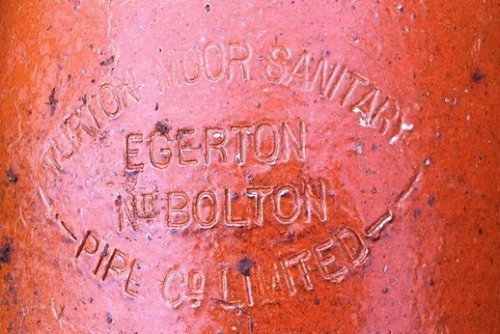 TURTON MOOR SANITARY
EGERTON
NR BOLTON
PIPE CO LIMITED